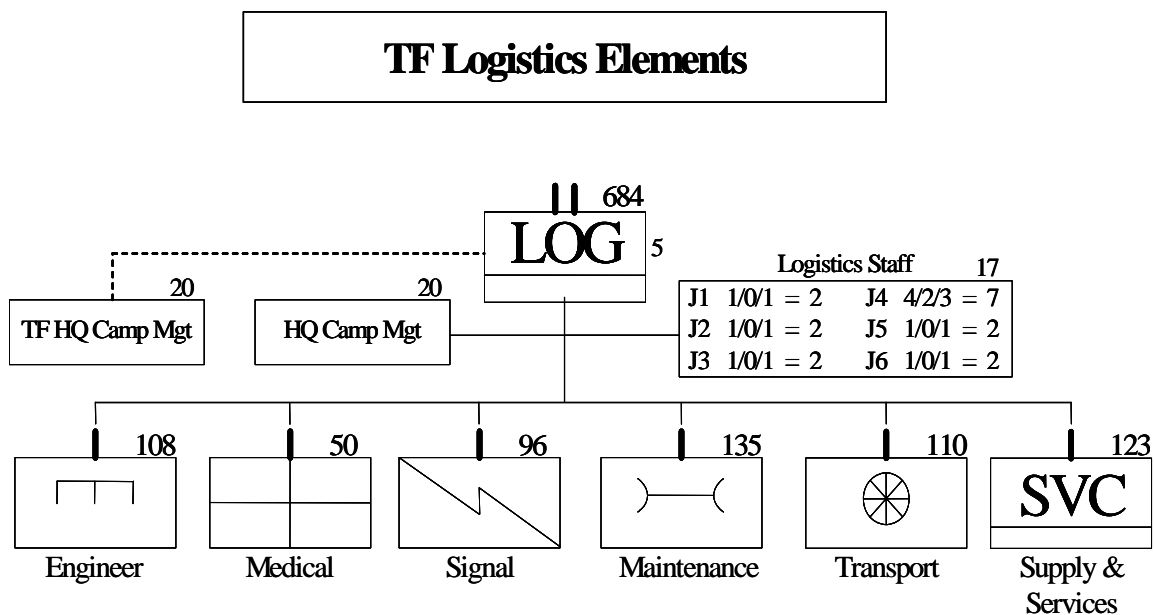 TF Logistics Elements
684
LOG
5
20
TF HQ Camp Mgt
20
HQ Camp Mgt
Logistics Staff 17
J1 1/0/1 = 2 J4 4/2/3 = 7
J2 1/0/1 = 2 J5 1/0/1 = 2
J3 1/0/1 = 2 J6 1/0/1 = 2
108
Engineer
50
Medical
96
Signal
135
Maintenance
110
Transport
123
SVC
Supply &
Services